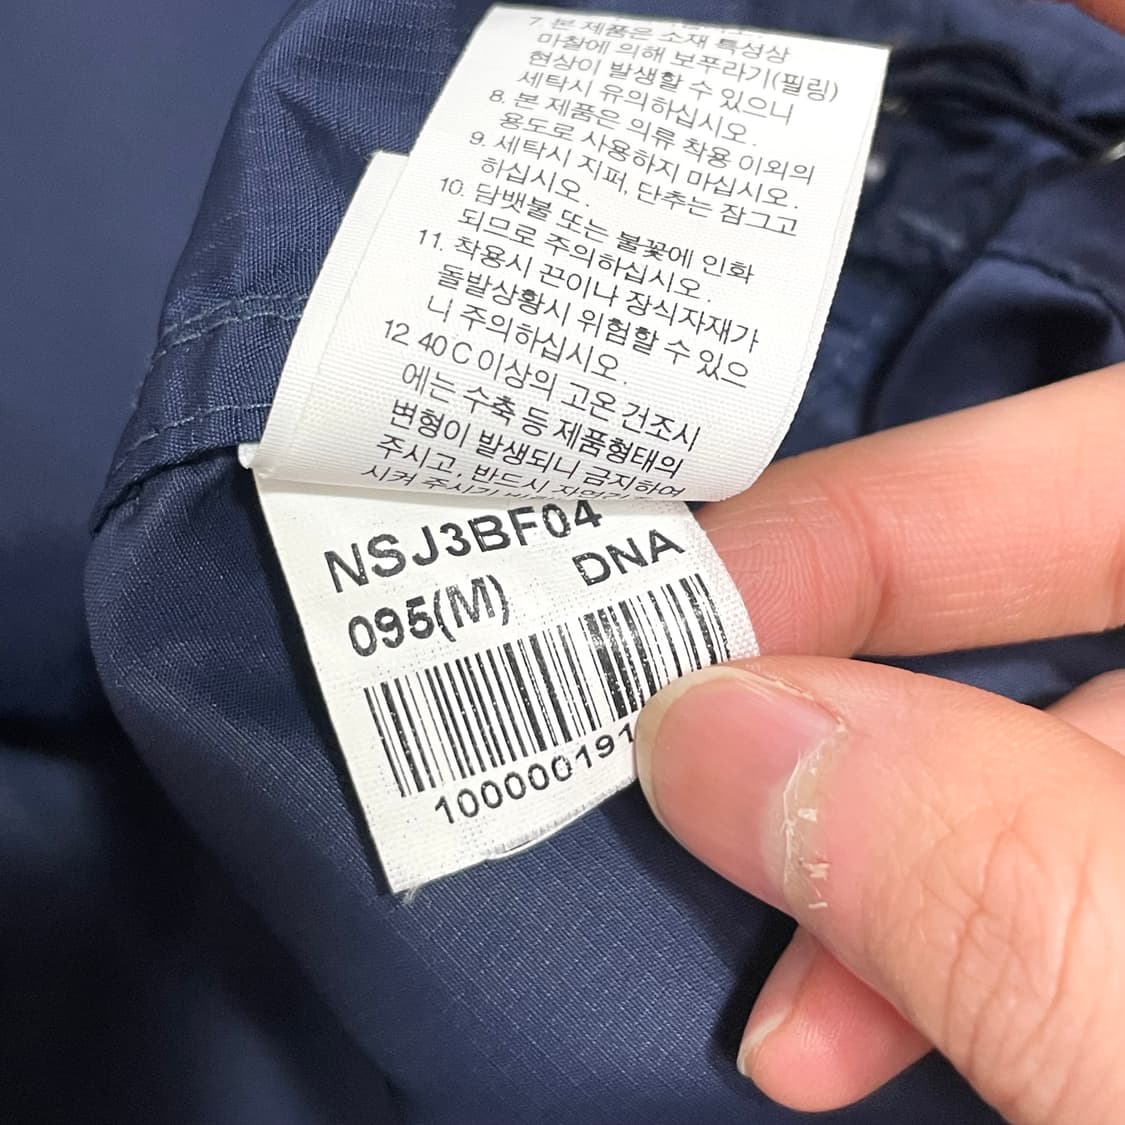 7. 본 제품은 소재 특성상
마찰에 의해 보푸라기(필링)
현상이 발생할 수 있으니
세탁시 유의하십시오.
8. 본 제품은 의류 착용 이외의
용도로 사용하지 마십시오.
9. 세탁시 지퍼, 단추는 잠그고
하십시오.
10. 담뱃불 또는 불꽃에 인화
되므로 주의하십시오.
11. 착용시 끈이나 장식자재가
돌발상황시 위험할 수 있으
니 주의하십시오.
12 40 C 이상의 고온 건조시
에는 수축 등 제품형태의
변형이 발생되니 금지하여
주시고, 반드시
시켜 주시기
NSJ3BF04
DNA
095(M)
100000191